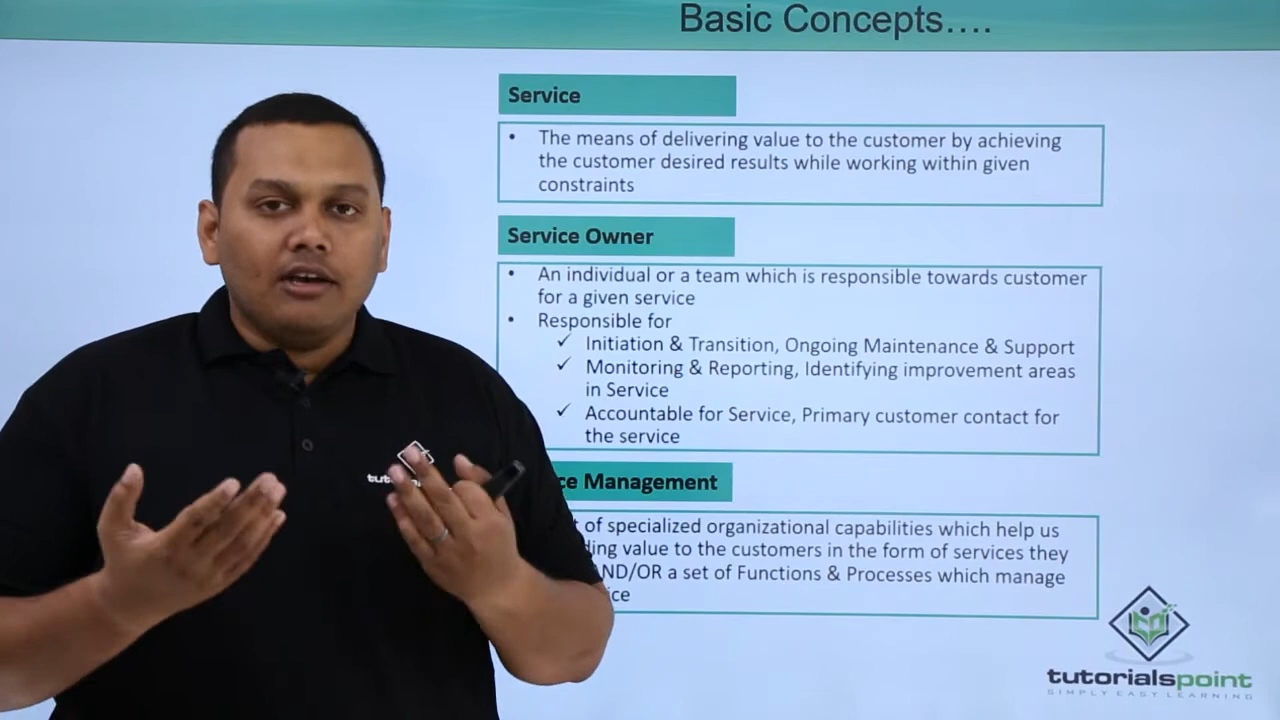 Basic Concepts….
Service
• The means of delivering value to the customer by achieving
the customer desired results while working within given
constraints
Service Owner
• An individual or a team which is responsible towards customer
for a given service
• Responsible for
✓ Initiation & Transition, Ongoing Maintenance & Support
✓ Monitoring & Reporting, Identifying improvement areas
in Service
✓ Accountable for Service, Primary customer contact for
the service
ce Management
t of specialized organizational capabilities which help us
ding value to the customers in the form of services they
AND/OR a set of Functions & Processes which manage
ice
tut
tutorialspoint
SIMPLY EASY LEARNING